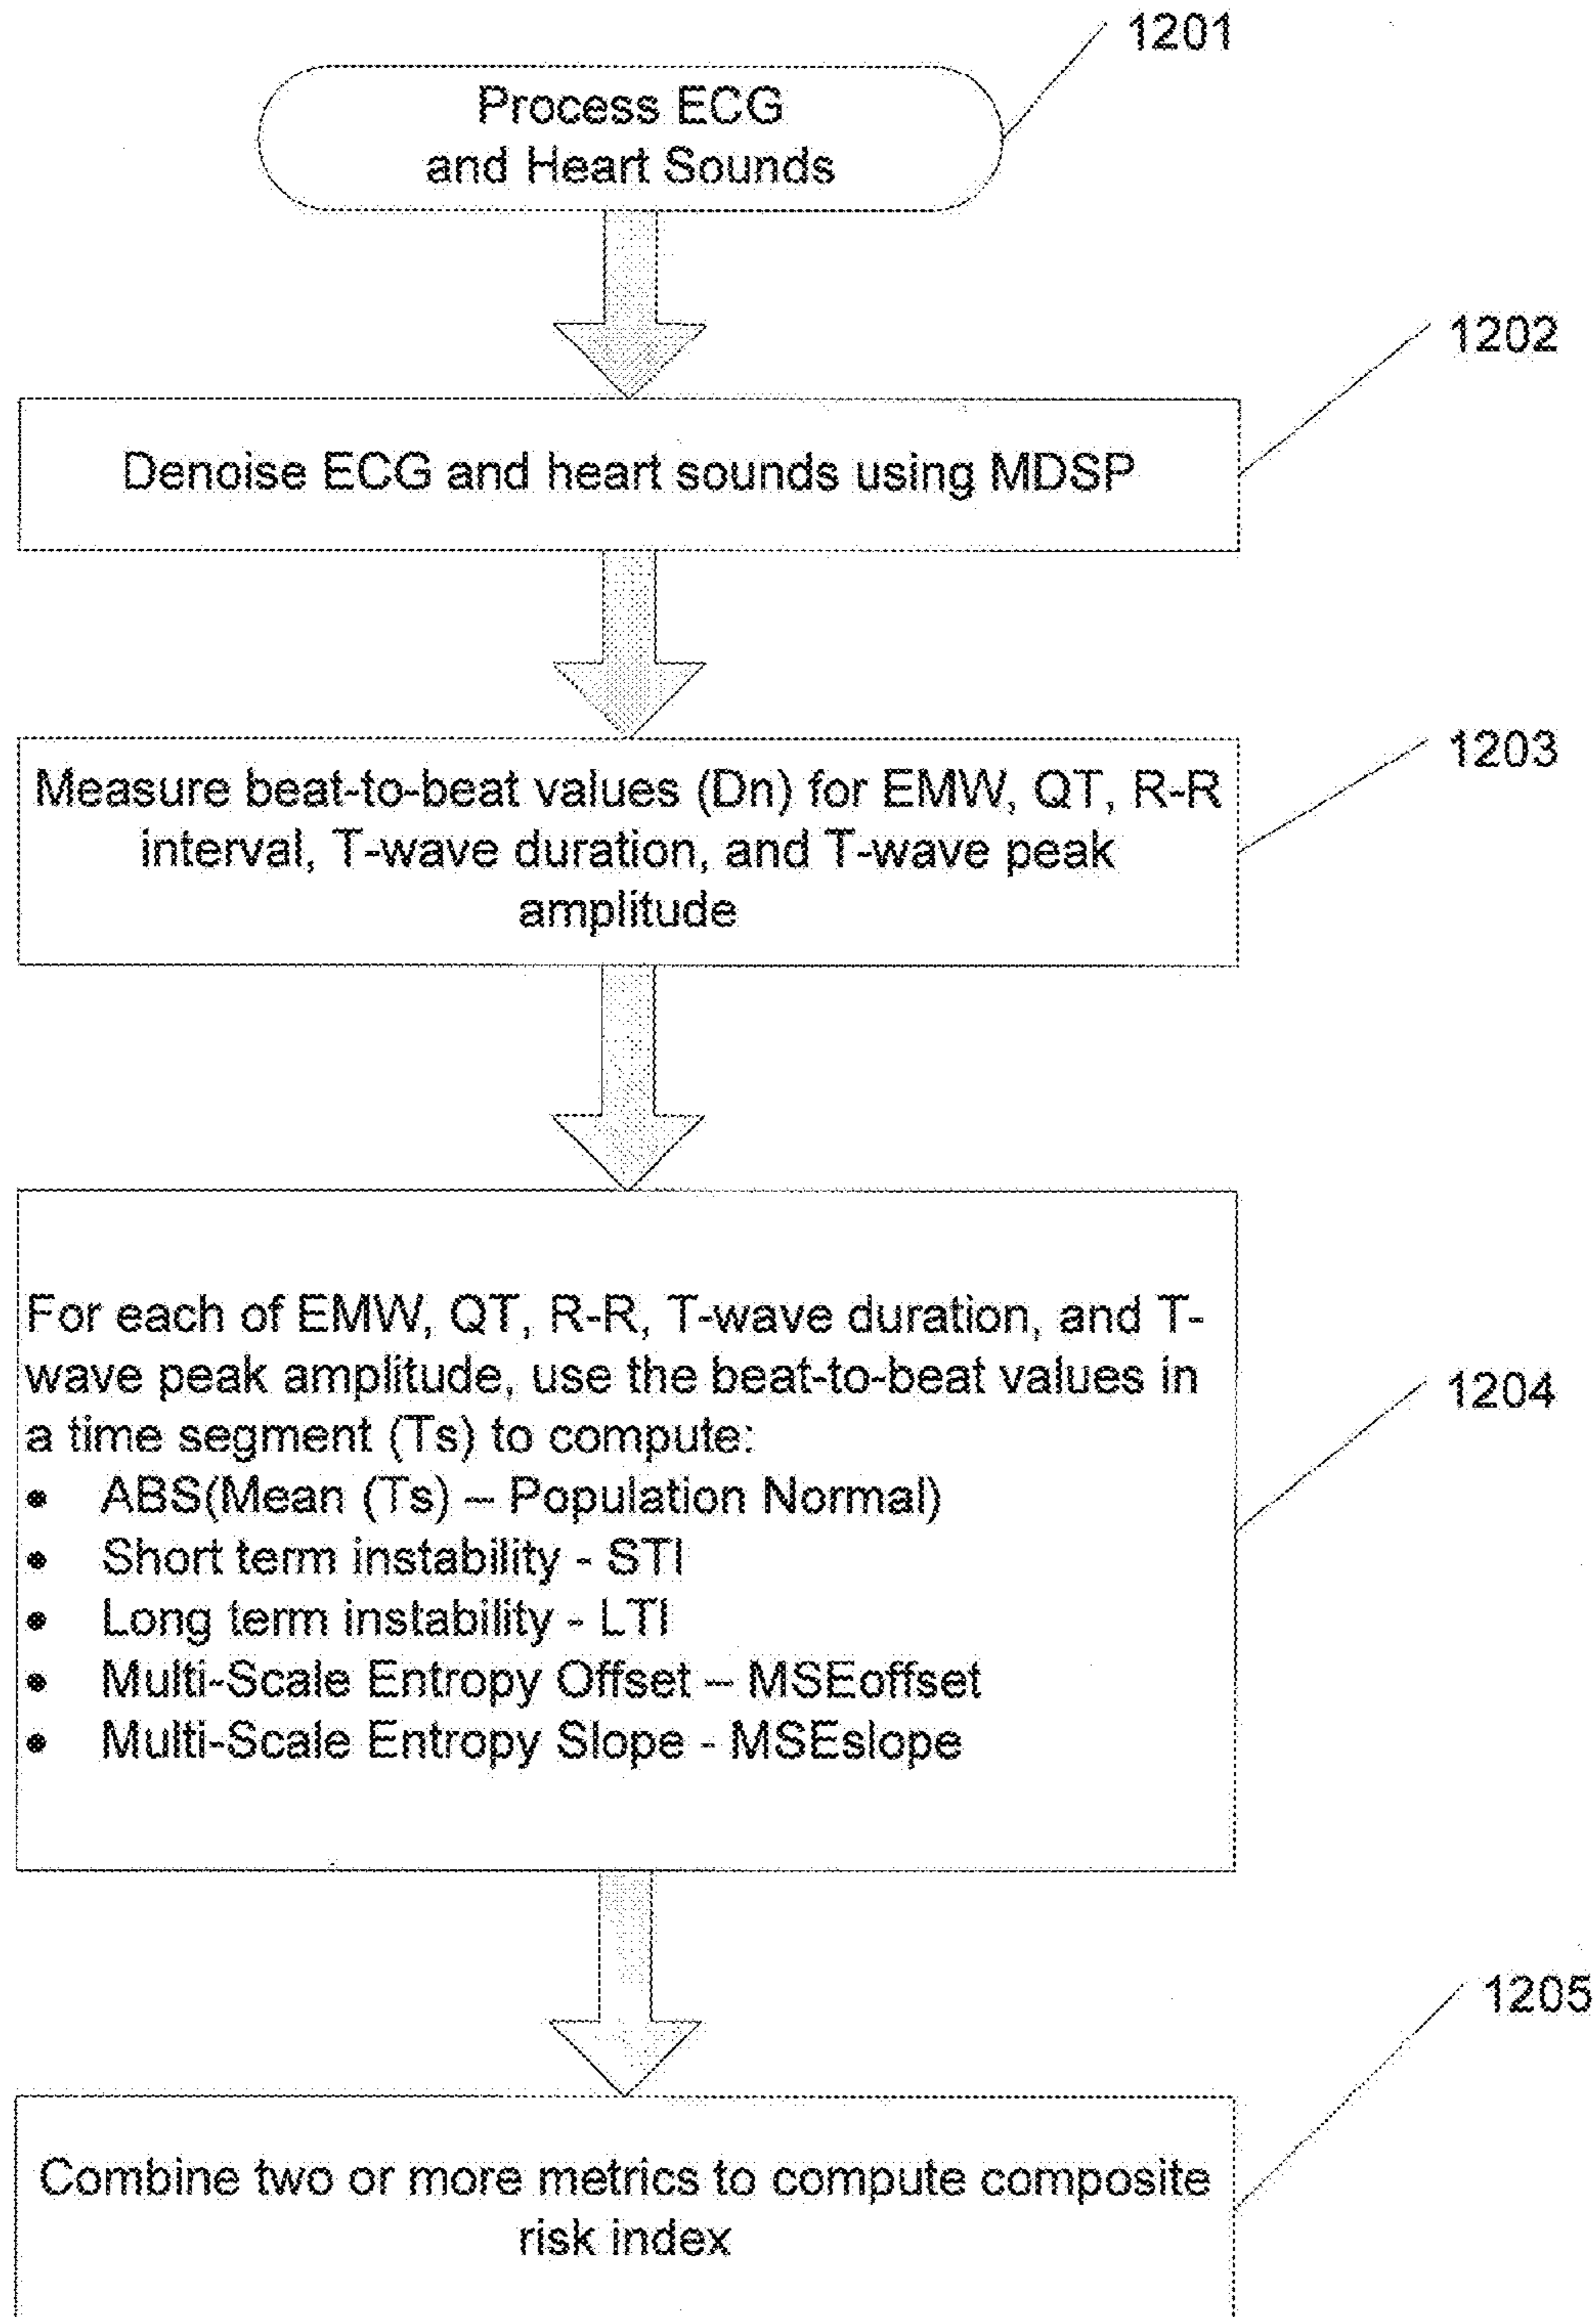 1201
Process ECG
and Heart Sounds
1202
Denoise ECG and heart sounds using MDSP
1203
Measure beat-to-beat values (Dn) for EMW, QT, R-R
interval, T-wave duration, and T-wave peak
amplitude
For each of EMW, QT, R-R, T-wave duration, and T-
wave peak amplitude, use the beat-to-beat values in
1204
a time segment (Ts) to compute:
• ABS(Mean (Ts) – Population Normal)
• Short term instability - STI
• Long term instability - LTI
• Multi-Scale Entropy Offset – MSEoffset
• Multi-Scale Entropy Slope - MSEslope
1205
Combine two or more metrics to compute composite
risk index